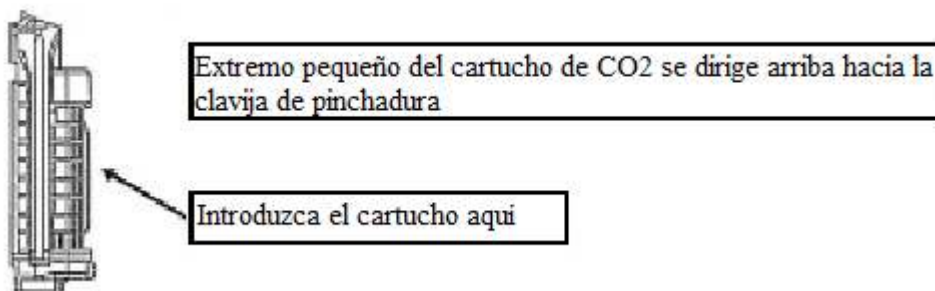 Extremo pequeño del cartucho de CO2 se dirige arriba hacia la
clavija de pinchadura
Introduzca el cartucho aqui